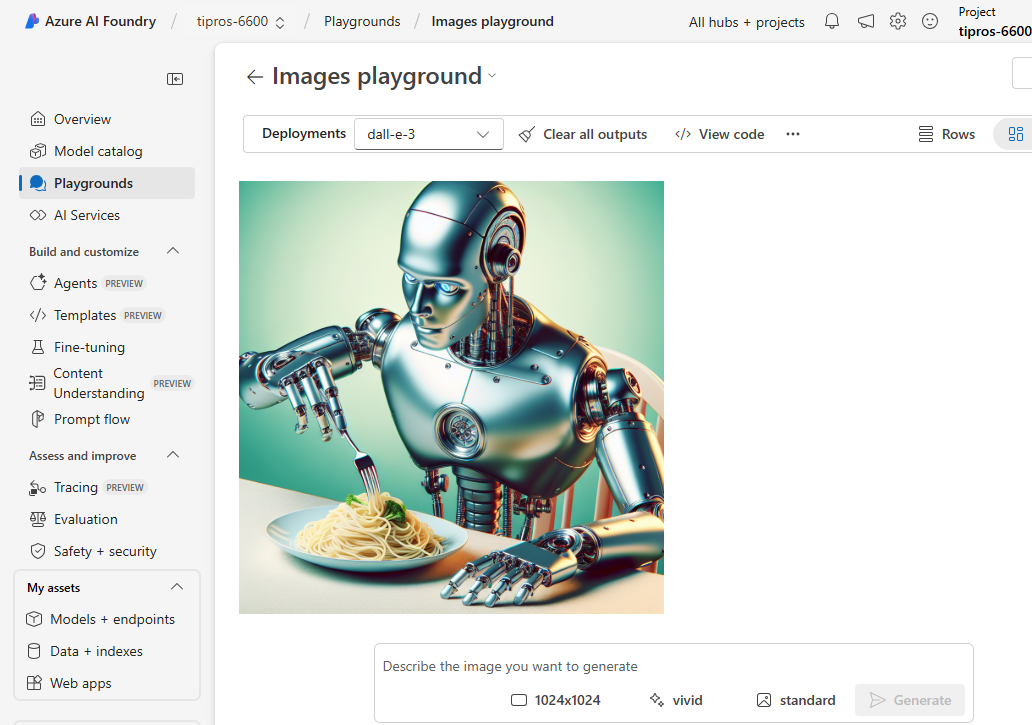 Azure AI Foundry / tipros-6600 / Playgrounds / Images playground
All hubs + projects
Project
tipros-6600
Overview
Model catalog
Playgrounds
AI Services
Build and customize
Agents PREVIEW
Templates PREVIEW
Fine-tuning
Content
Understanding PREVIEW
Prompt flow
Assess and improve
Tracing PREVIEW
Evaluation
Safety + security
My assets
Models + endpoints
Data + indexes
Web apps
Images playground
Deployments dall-e-3 Clear all outputs View code ... Rows
Describe the image you want to generate
1024x1024 vivid standard Generate